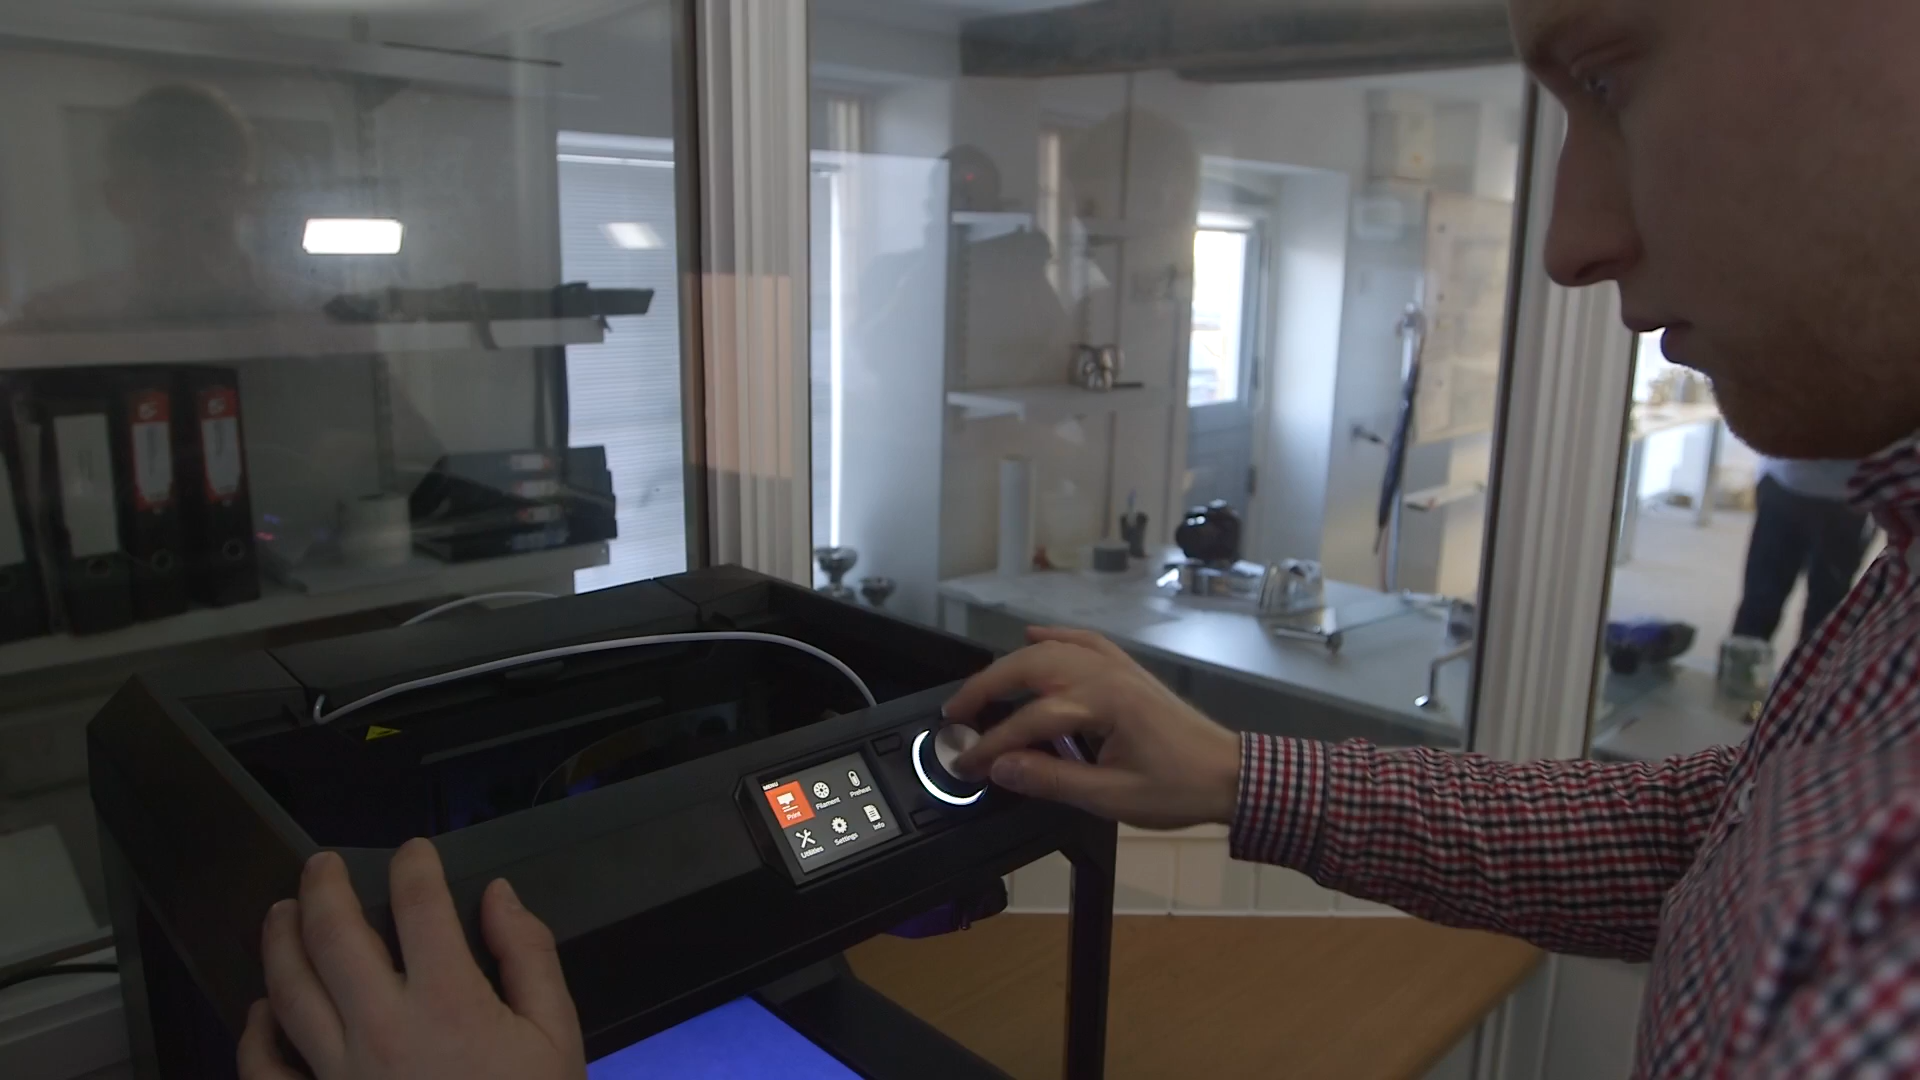 MENU
Print
Filament
Preheat
Utilities
Settings
Info